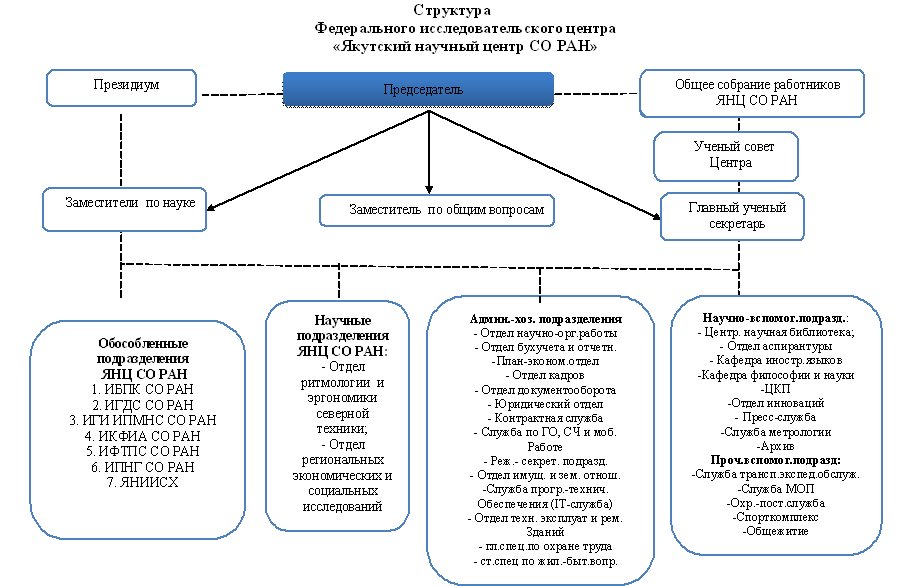 Структура
Федерального исследовательского центра
«Якутский научный центр СО РАН»
Президиум
Председатель
Общее собрание работников
ЯНЦ СО РАН
Ученый совет
Центра
Заместители по науке
Заместитель по общим вопросам
Главный ученый
секретарь
Обособленные
подразделения
ЯНЦ СО РАН
1. ИБПК СО РАН
2. ИГДС СО РАН
3. ИГИ ИПМНС СО РАН
4. ИКФИА СО РАН
5. ИФТПС СО РАН
6. ИПНГ СО РАН
7. ЯНИИСХ
Научные
подразделения
ЯНЦ СО РАН:
- Отдел
ритмологии и
эргономики
северной
техники;
- Отдел
региональных
экономических и
социальных
исследований
Админ.-хоз. подразделения
- Отдел научно-орг.работы
- Отдел бухучета и отчетн.
-План-эконом.отдел
- Отдел кадров
- Отдел документооборота
- Юридический отдел
- Контрактная служба
- Служба по ГО, СЧ и моб.
Работе
- Реж.- секрет. подразд.
- Отдел имущ. и зем. отнош.
-Служба прогр.-технич.
Обеспечения (IT-служба)
- Отдел техн. эксплуат и рем.
Зданий
- гл.спец.по охране труда
- ст.спец по жил.-быт.вопр.
Научно-вспомог.подразд.:
- Центр. научная библиотека;
- Отдел аспирантуры
- Кафедра иностр.языков
-Кафедра философии и науки
-ЦКП
-Отдел инноваций
- Пресс-служба
-Служба метрологии
-Архив
Проч.вспомог.подразд:
-Служба трансп.экспед.обслуж.
-Служба МОП
-Охр.-пост.служба
-Спорткомплекс
-Общежитие